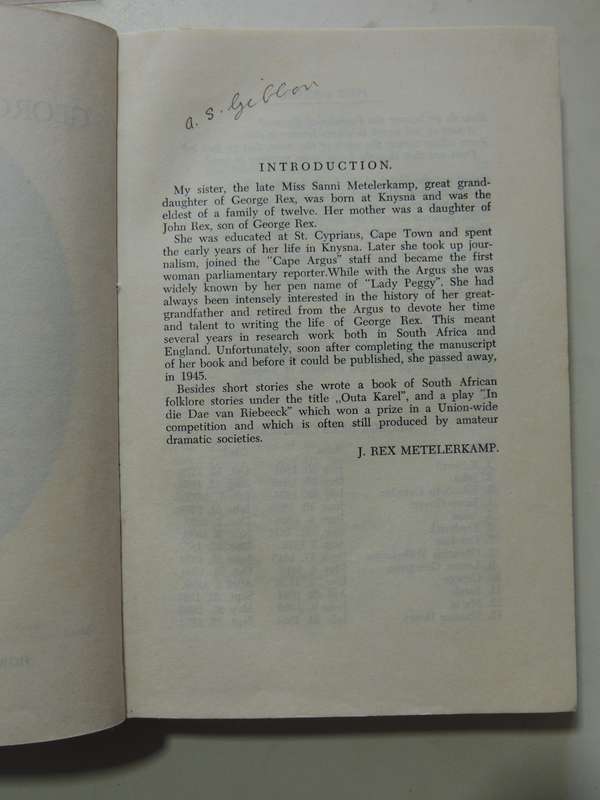 a. s. Gibbon
INTRODUCTION.
My sister, the late Miss Sanni Metelerkamp, great grand-
daughter of George Rex, was born at Knysna and was the
eldest of a family of twelve. Her mother was a daughter of
John Rex, son of George Rex.
She was educated at St. Cyprians, Cape Town and spent
the early years of her life in Knysna. Later she took up jour-
nalism, joined the "Cape Argus" staff and became the first
woman parliamentary reporter.While with the Argus she was
widely known by her pen name of "Lady Peggy". She had
always been intensely interested in the history of her great-
grandfather and retired from the Argus to devote her time
and talent to writing the life of George Rex. This meant
several years in research work both in South Africa and
England. Unfortunately, soon after completing the manuscript
of her book and before it could be published, she passed away,
in 1945.
Besides short stories she wrote a book of South African
folklore stories under the title „Outa Karel", and a play "In
die Dae van Riebeeck" which won a prize in a Union-wide
competition and which is often still produced by amateur
dramatic societies.
J. REX METELERKAMP.